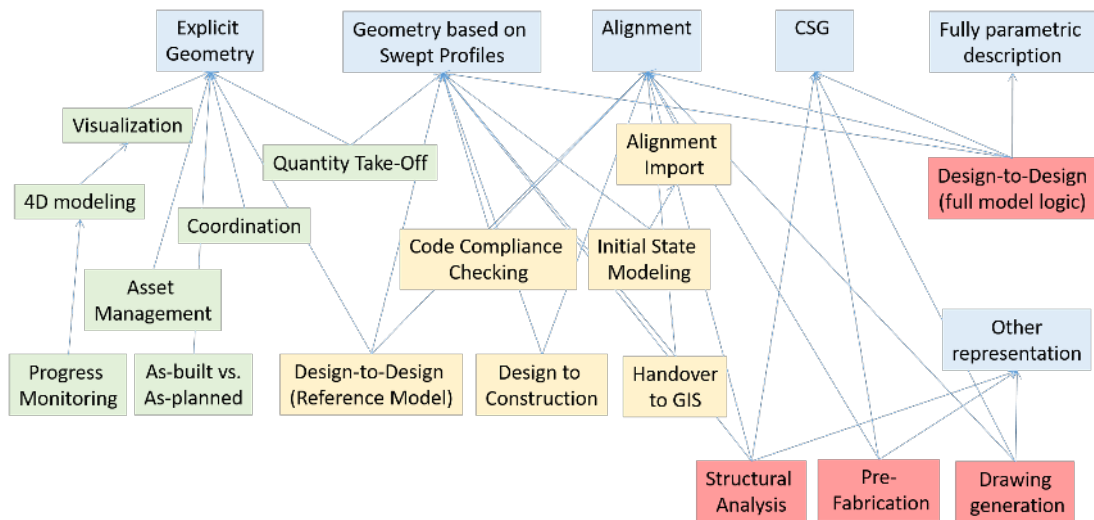 Explicit
Geometry
Geometry based on
Swept Profiles
Alignment
CSG
Fully parametric
description
Visualization
Quantity Take-Off
Alignment
Import
4D modeling
Design-to-Design
(full model logic)
Coordination
Code Compliance
Checking
Initial State
Modeling
Asset
Management
Other
representation
Progress
Monitoring
As-built vs.
As-planned
Design-to-Design
(Reference Model)
Design to
Construction
Handover
to GIS
Structural
Analysis
Pre-
Fabrication
Drawing
generation